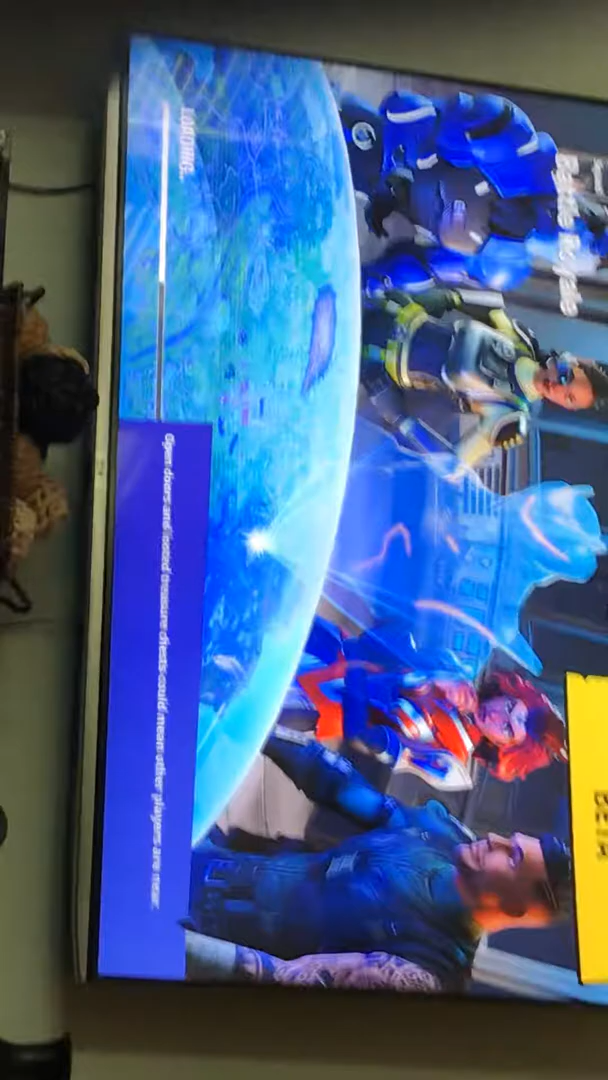 Battle Royale
BETA
LOADING..
Open doors and looted treasure chests could mean other players are near.